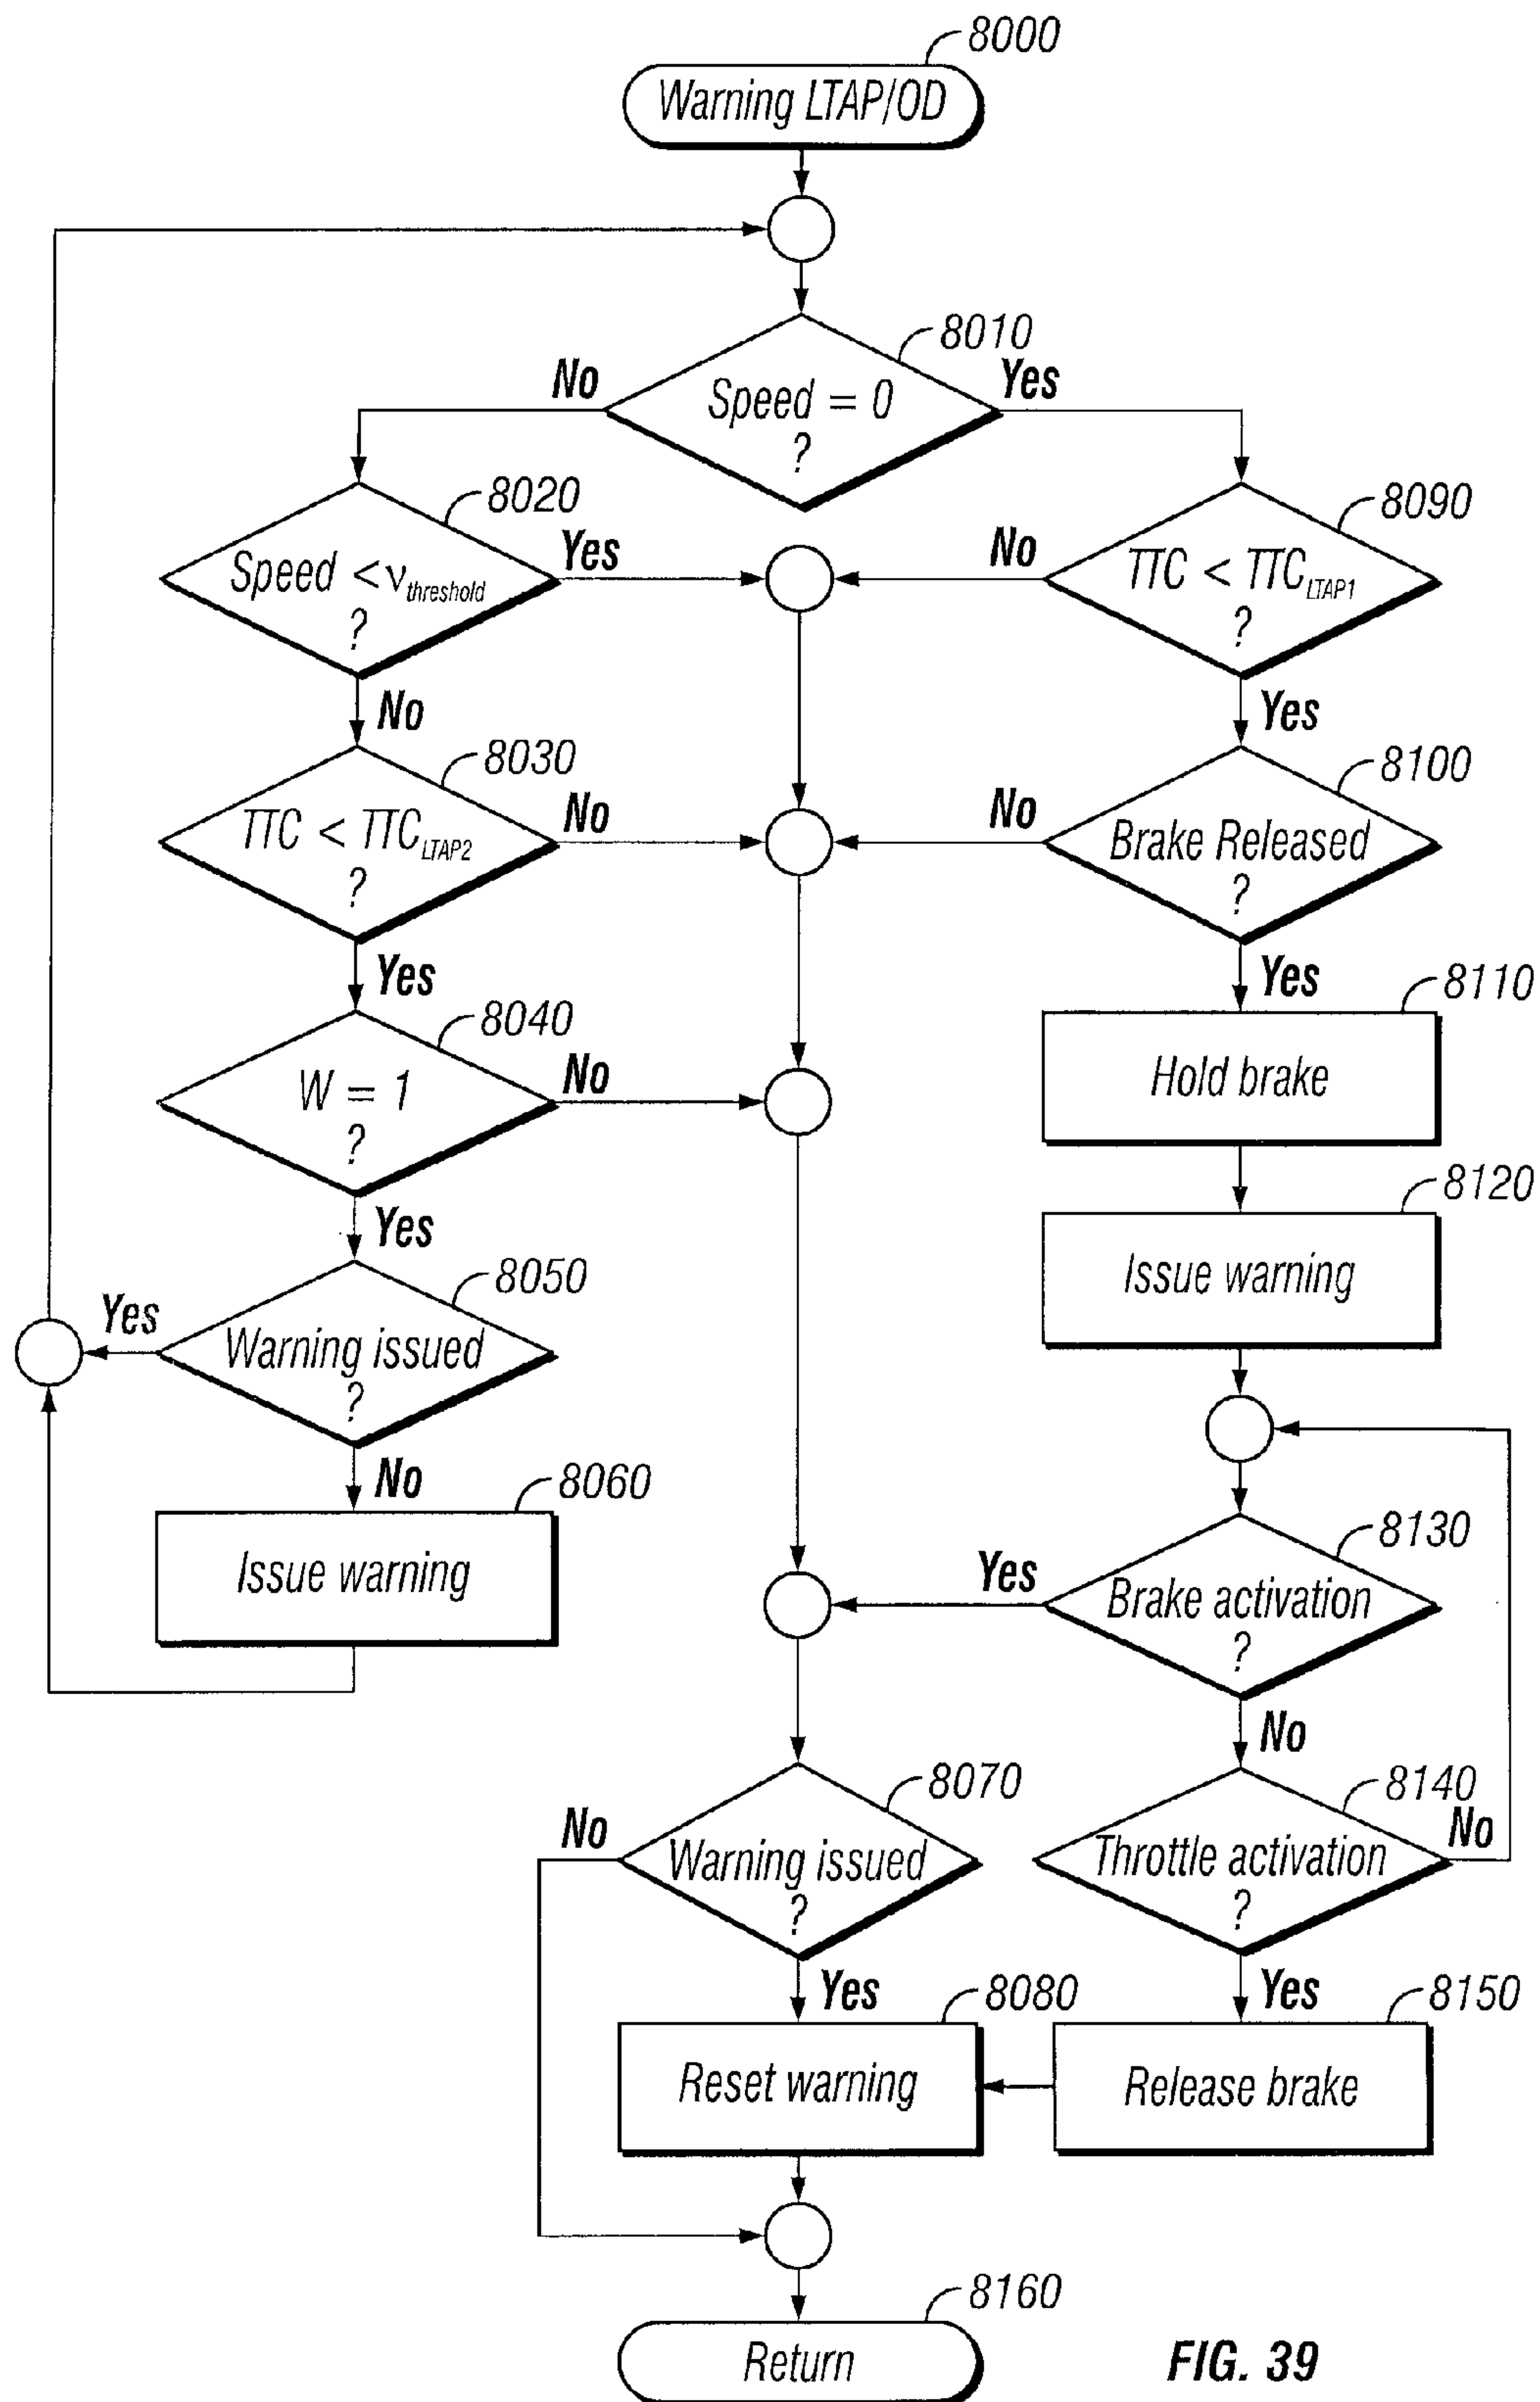 8000
Warning LTAP/OD
8010
No
Speed = 0
?
Yes
8020
Speed < vthreshold
?
Yes
No
8090
TTC < TTCLTAP1
?
No
Yes
8030
TTC < TTCLTAP2
?
No
Yes
8100
Brake Released
?
No
Yes
8040
W = 1
?
No
Yes
8110
Hold brake
8120
Issue warning
8050
Warning issued
?
Yes
No
8060
Issue warning
8130
Brake activation
?
Yes
No
8070
Warning issued
?
No
Yes
8140
Throttle activation
?
No
Yes
8080
Reset warning
8150
Release brake
8160
Return
FIG. 39